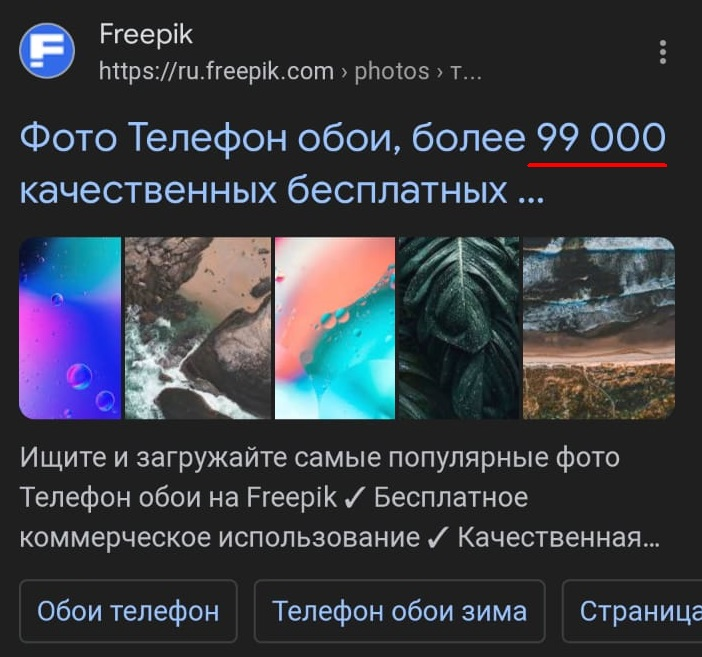 Freepik
https://ru.freepik.com › photos › т...
Фото Телефон обои, более 99 000
качественных бесплатных ...
Ищите и загружайте самые популярные фото
Телефон обои на Freepik ✓ Бесплатное
коммерческое использование ✓ Качественная...
Обои телефон
Телефон обои зима
Страница